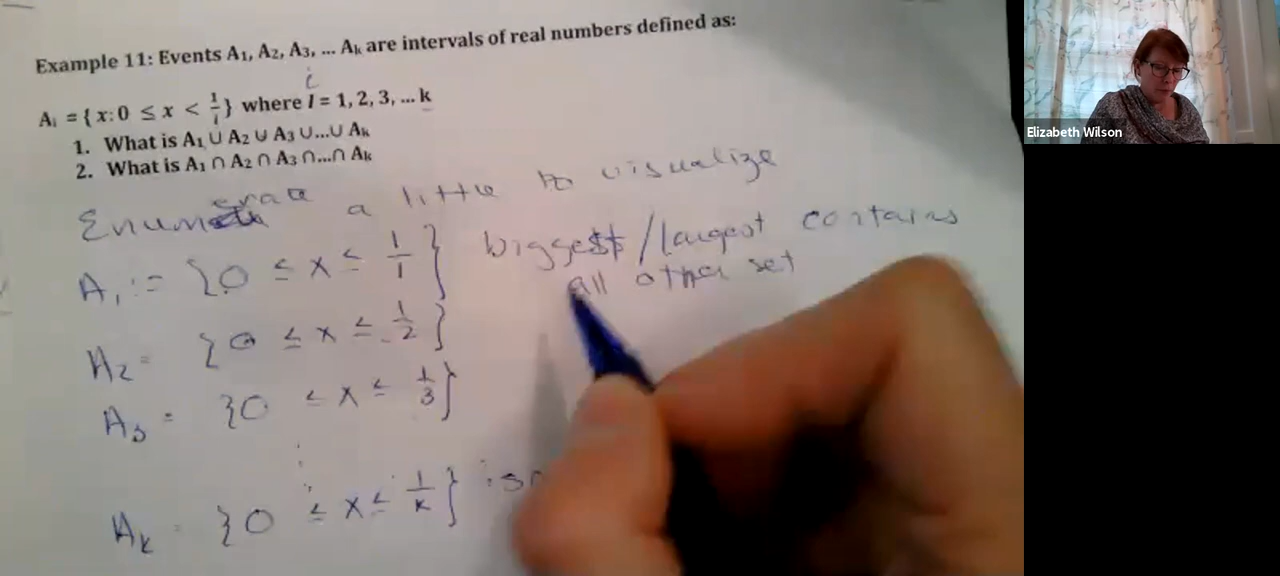 Example 11: Events A₁, A₂, A₃, ... Aₖ are intervals of real numbers defined as:
i
Aᵢ = { x: 0 ≤ x < 1/i } where I = 1, 2, 3, ... k
1. What is A₁ ∪ A₂ ∪ A₃ ∪...∪ Aₖ
2. What is A₁ ∩ A₂ ∩ A₃ ∩...∩ Aₖ
Enumerate a little to visualize
A₁ := {0 ≤ x ≤ 1/1} biggest/largest contains
all other set
A₂ = {0 ≤ x ≤ 1/2}
A₃ = {0 ≤ x ≤ 1/3}
⋮
Aₖ = {0 ≤ x ≤ 1/k}
Elizabeth Wilson